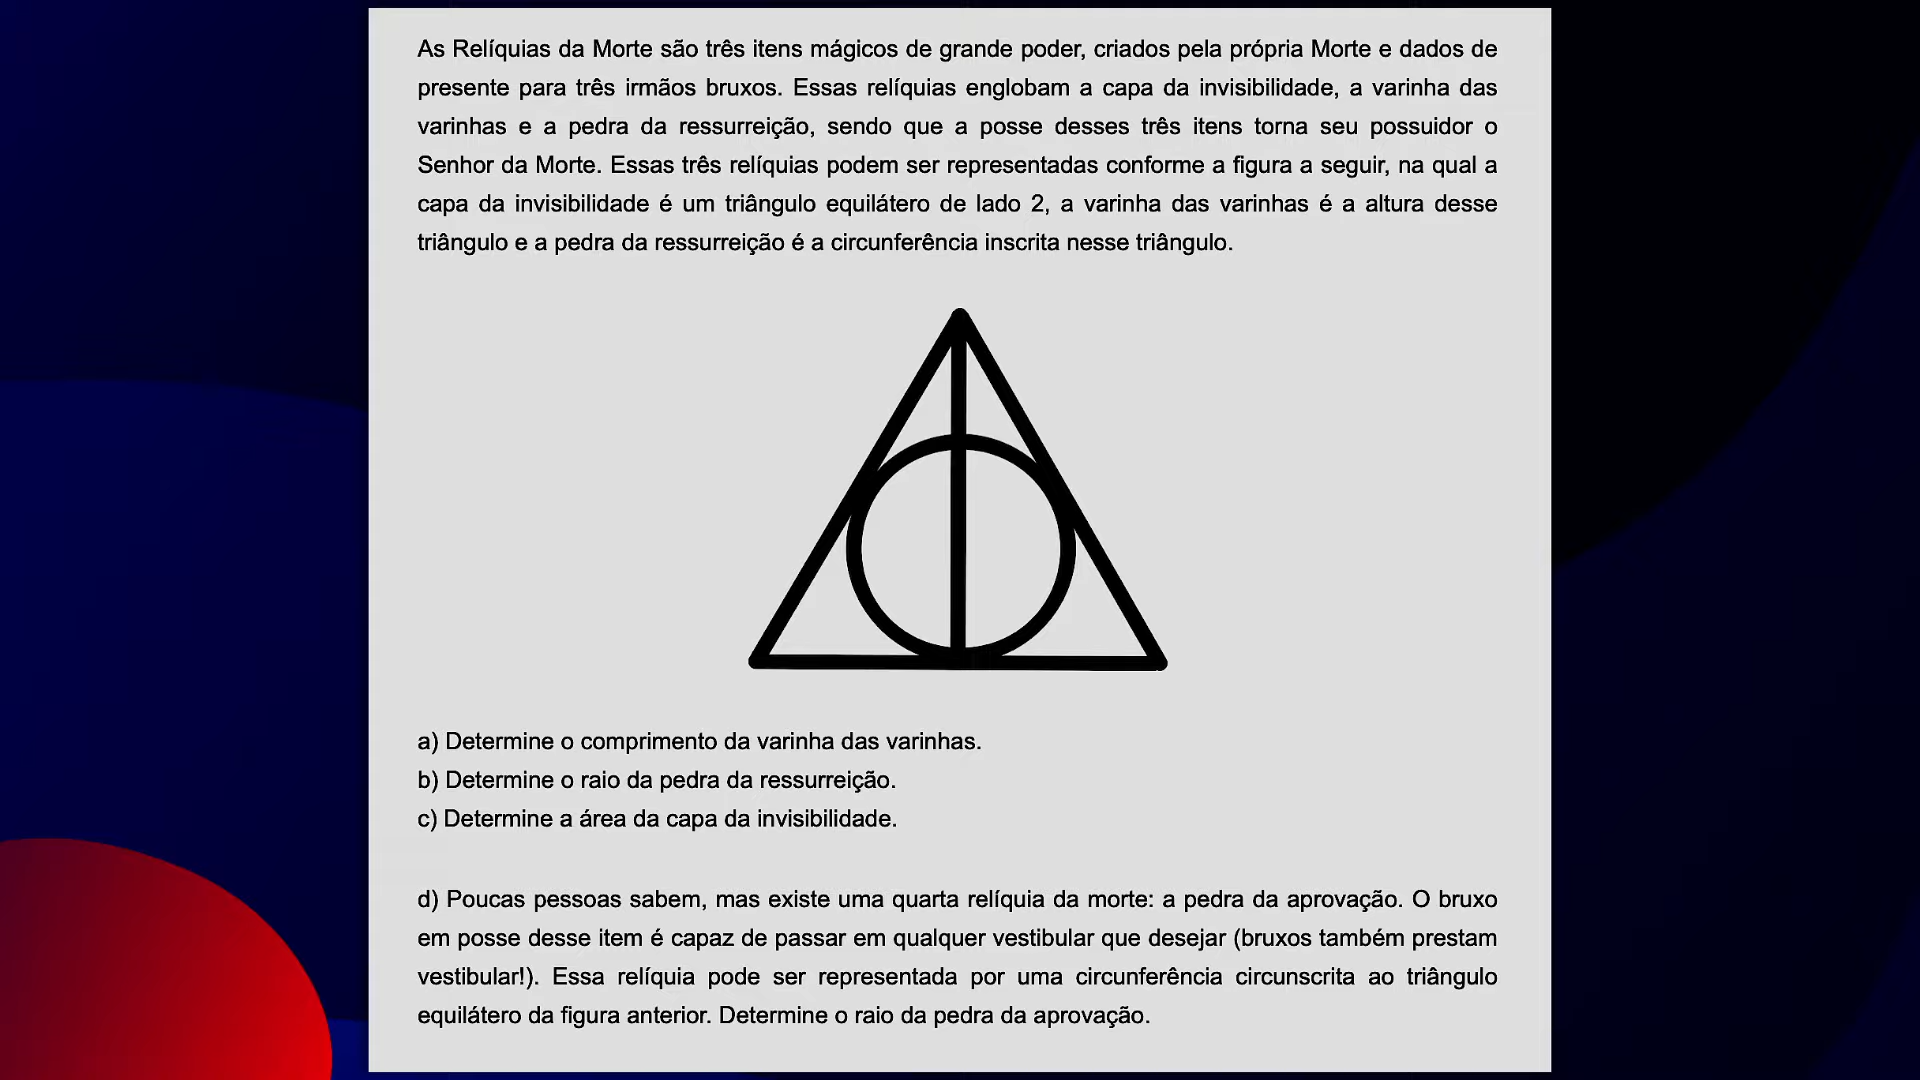 As Relíquias da Morte são três itens mágicos de grande poder, criados pela própria Morte e dados de
presente para três irmãos bruxos. Essas relíquias englobam a capa da invisibilidade, a varinha das
varinhas e a pedra da ressurreição, sendo que a posse desses três itens torna seu possuidor o
Senhor da Morte. Essas três relíquias podem ser representadas conforme a figura a seguir, na qual a
capa da invisibilidade é um triângulo equilátero de lado 2, a varinha das varinhas é a altura desse
triângulo e a pedra da ressurreição é a circunferência inscrita nesse triângulo.
a) Determine o comprimento da varinha das varinhas.
b) Determine o raio da pedra da ressurreição.
c) Determine a área da capa da invisibilidade.
d) Poucas pessoas sabem, mas existe uma quarta relíquia da morte: a pedra da aprovação. O bruxo
em posse desse item é capaz de passar em qualquer vestibular que desejar (bruxos também prestam
vestibular!). Essa relíquia pode ser representada por uma circunferência circunscrita ao triângulo
equilátero da figura anterior. Determine o raio da pedra da aprovação.